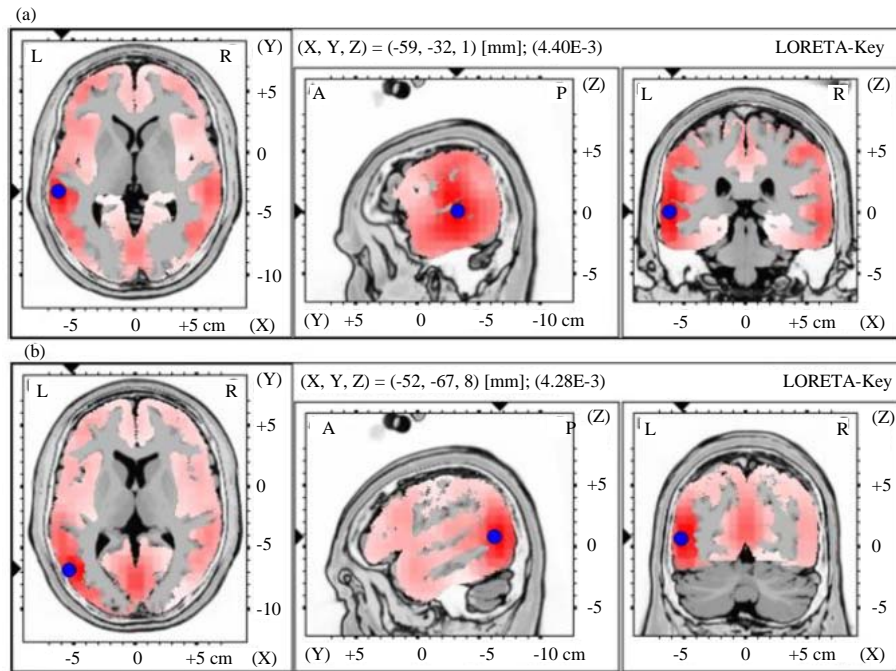 (a)
(X, Y, Z) = (-59, -32, 1) [mm]; (4.40E-3) LORETA-Key
L R (Y)
+5
0
-5
-10
-5 0 +5 cm (X)
A P (Z)
+5
0
-5
(Y) +5 0 -5 -10 cm
L R (Z)
+5
0
-5
-5 0 +5 cm (X)
(b)
(X, Y, Z) = (-52, -67, 8) [mm]; (4.28E-3) LORETA-Key
L R (Y)
+5
0
-5
-10
-5 0 +5 cm (X)
A P (Z)
+5
0
-5
(Y) +5 0 -5 -10 cm
L R (Z)
+5
0
-5
-5 0 +5 cm (X)